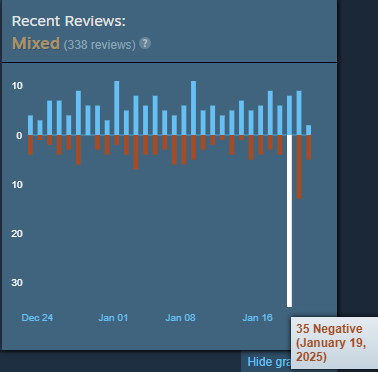 Recent Reviews:
Mixed (338 reviews) ?
10
0
10
20
30
Dec 24 Jan 01 Jan 08 Jan 16
35 Negative
(January 19,
2025)
Hide gra